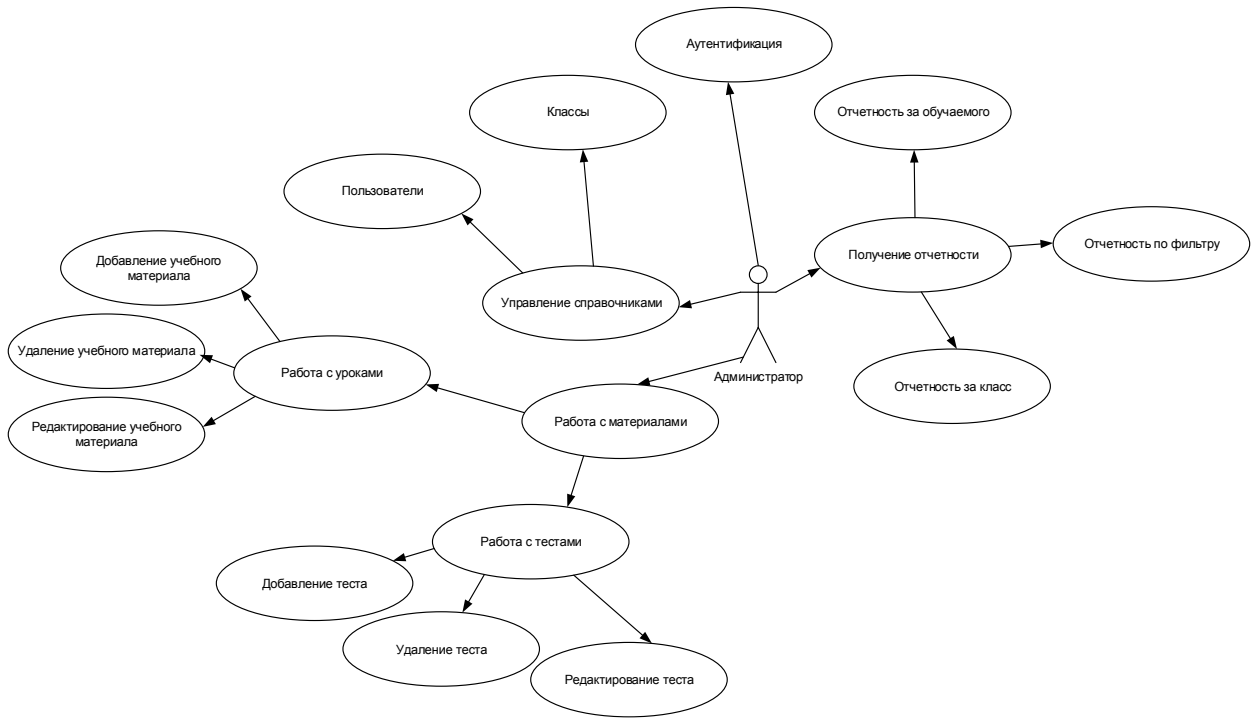 Аутентификация
Классы
Отчетность за обучаемого
Пользователи
Отчетность по фильтру
Получение отчетности
Добавление учебного
материала
Управление справочниками
Удаление учебного материала
Работа с уроками
Администратор
Отчетность за класс
Работа с материалами
Редактирование учебного
материала
Работа с тестами
Добавление теста
Удаление теста
Редактирование теста